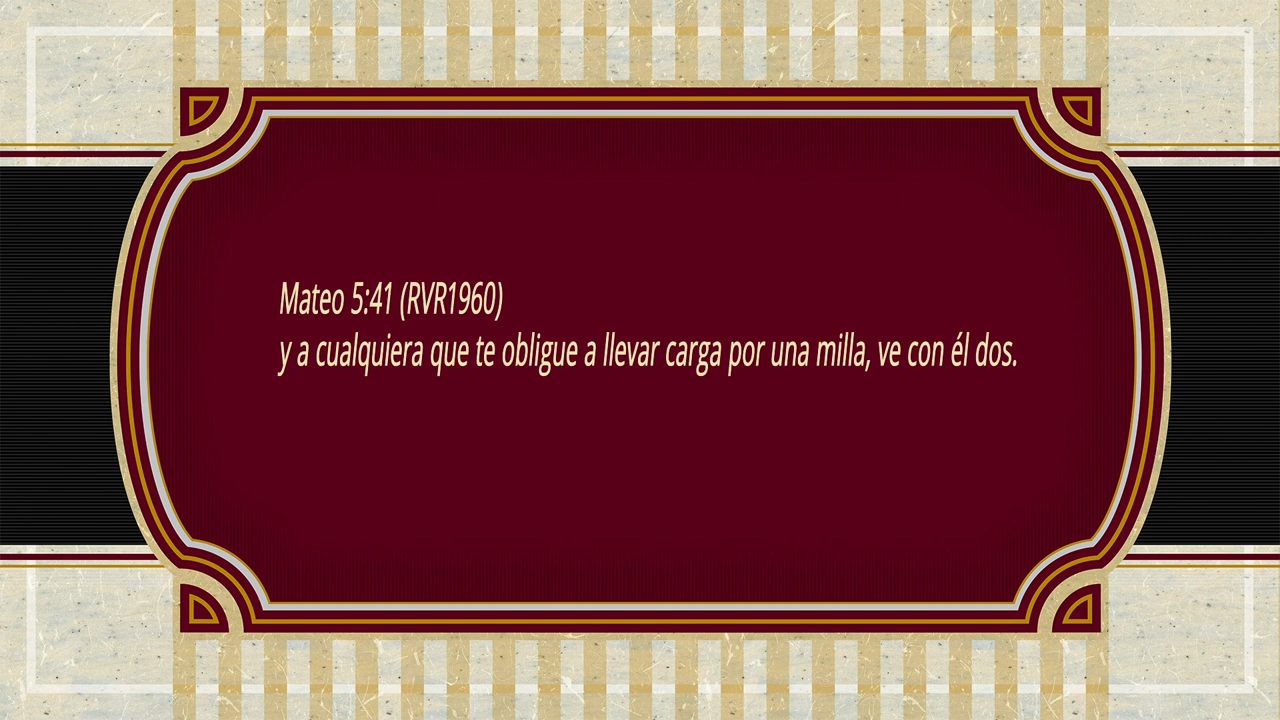 Mateo 5:41 (RVR1960)
y a cualquiera que te obligue a llevar carga por una milla, ve con él dos.